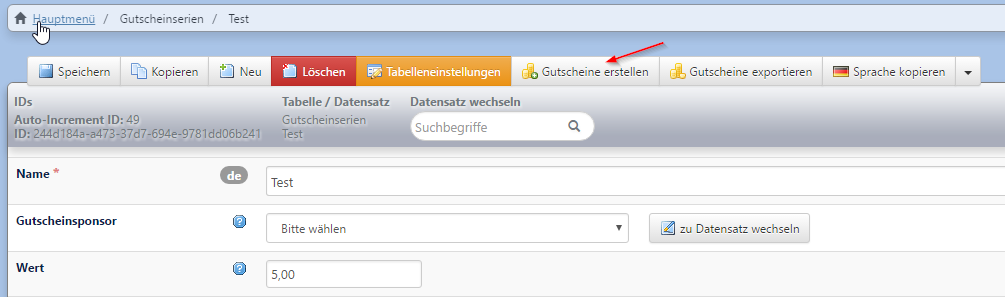 Hauptmenü / Gutscheinserien / Test
Speichern Kopieren Neu Löschen Tabelleneinstellungen Gutscheine erstellen Gutscheine exportieren Sprache kopieren
IDs Tabelle / Datensatz Datensatz wechseln
Auto-Increment ID: 49 Gutscheinserien Suchbegriffe
ID: 244d184a-a473-37d7-694e-9781dd06b241 Test
Name * de Test
Gutscheinsponsor ? Bitte wählen zu Datensatz wechseln
Wert ? 5,00